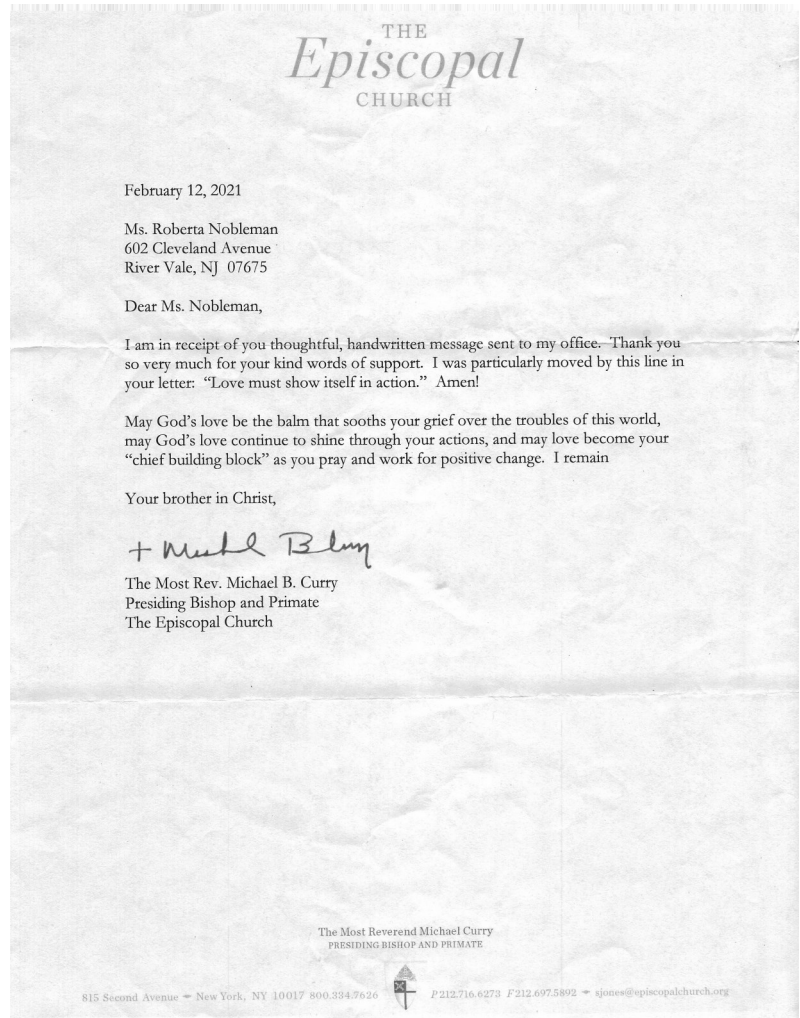 THE
Episcopal
CHURCH
February 12, 2021
Ms. Roberta Nobleman
602 Cleveland Avenue
River Vale, NJ 07675
Dear Ms. Nobleman,
I am in receipt of you thoughtful, handwritten message sent to my office. Thank you
so very much for your kind words of support. I was particularly moved by this line in
your letter: “Love must show itself in action.” Amen!
May God’s love be the balm that sooths your grief over the troubles of this world,
may God’s love continue to shine through your actions, and may love become your
“chief building block” as you pray and work for positive change. I remain
Your brother in Christ,
+ Michael B Curry
The Most Rev. Michael B. Curry
Presiding Bishop and Primate
The Episcopal Church
The Most Reverend Michael Curry
PRESIDING BISHOP AND PRIMATE
815 Second Avenue New York, NY 10017 800.334.7626 P 212.716.6273 F 212.697.5892 sjones@episcopalchurch.org